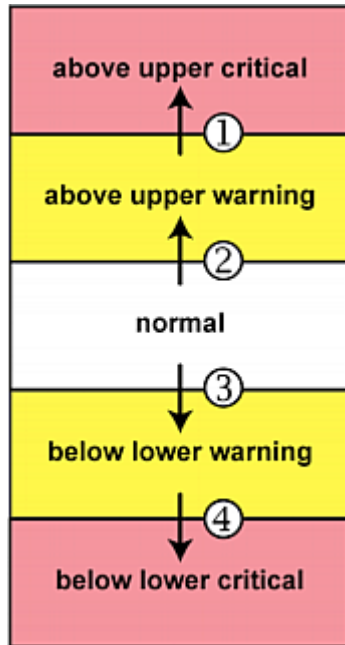 above upper critical
①
above upper warning
②
normal
③
below lower warning
④
below lower critical